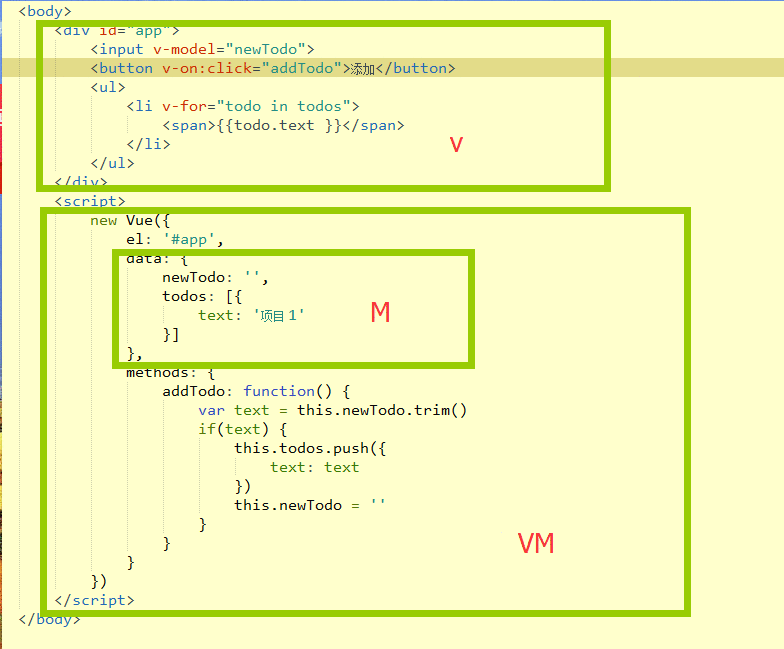 <body>
<div id="app">
<input v-model="newTodo">
<button v-on:click="addTodo">添加</button>
<ul>
<li v-for="todo in todos">
<span>{{todo.text }}</span>
</li>
V
</ul>
</div>
<script>
new Vue({
el: '#app',
data: {
newTodo: '',
todos: [{
text: '项目1'
M
}]
},
methods: {
addTodo: function() {
var text = this.newTodo.trim()
if(text) {
this.todos.push({
text: text
})
this.newTodo = ''
}
}
VM
}
})
</script>
</body>